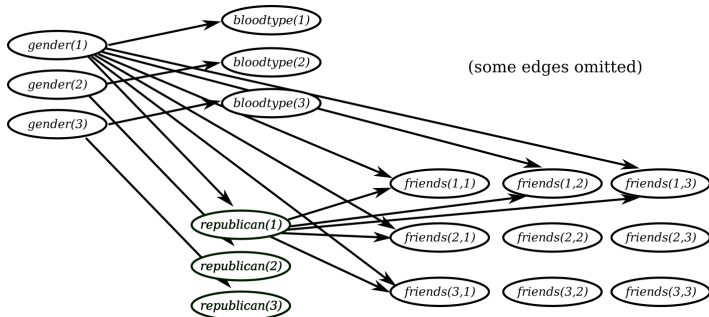 bloodtype(1)
gender(1)
bloodtype(2)
(some edges omitted)
gender(2)
bloodtype(3)
gender(3)
friends(1,1) friends(1,2) friends(1,3)
republican(1)
friends(2,1) friends(2,2) friends(2,3)
republican(2)
friends(3,1) friends(3,2) friends(3,3)
republican(3)